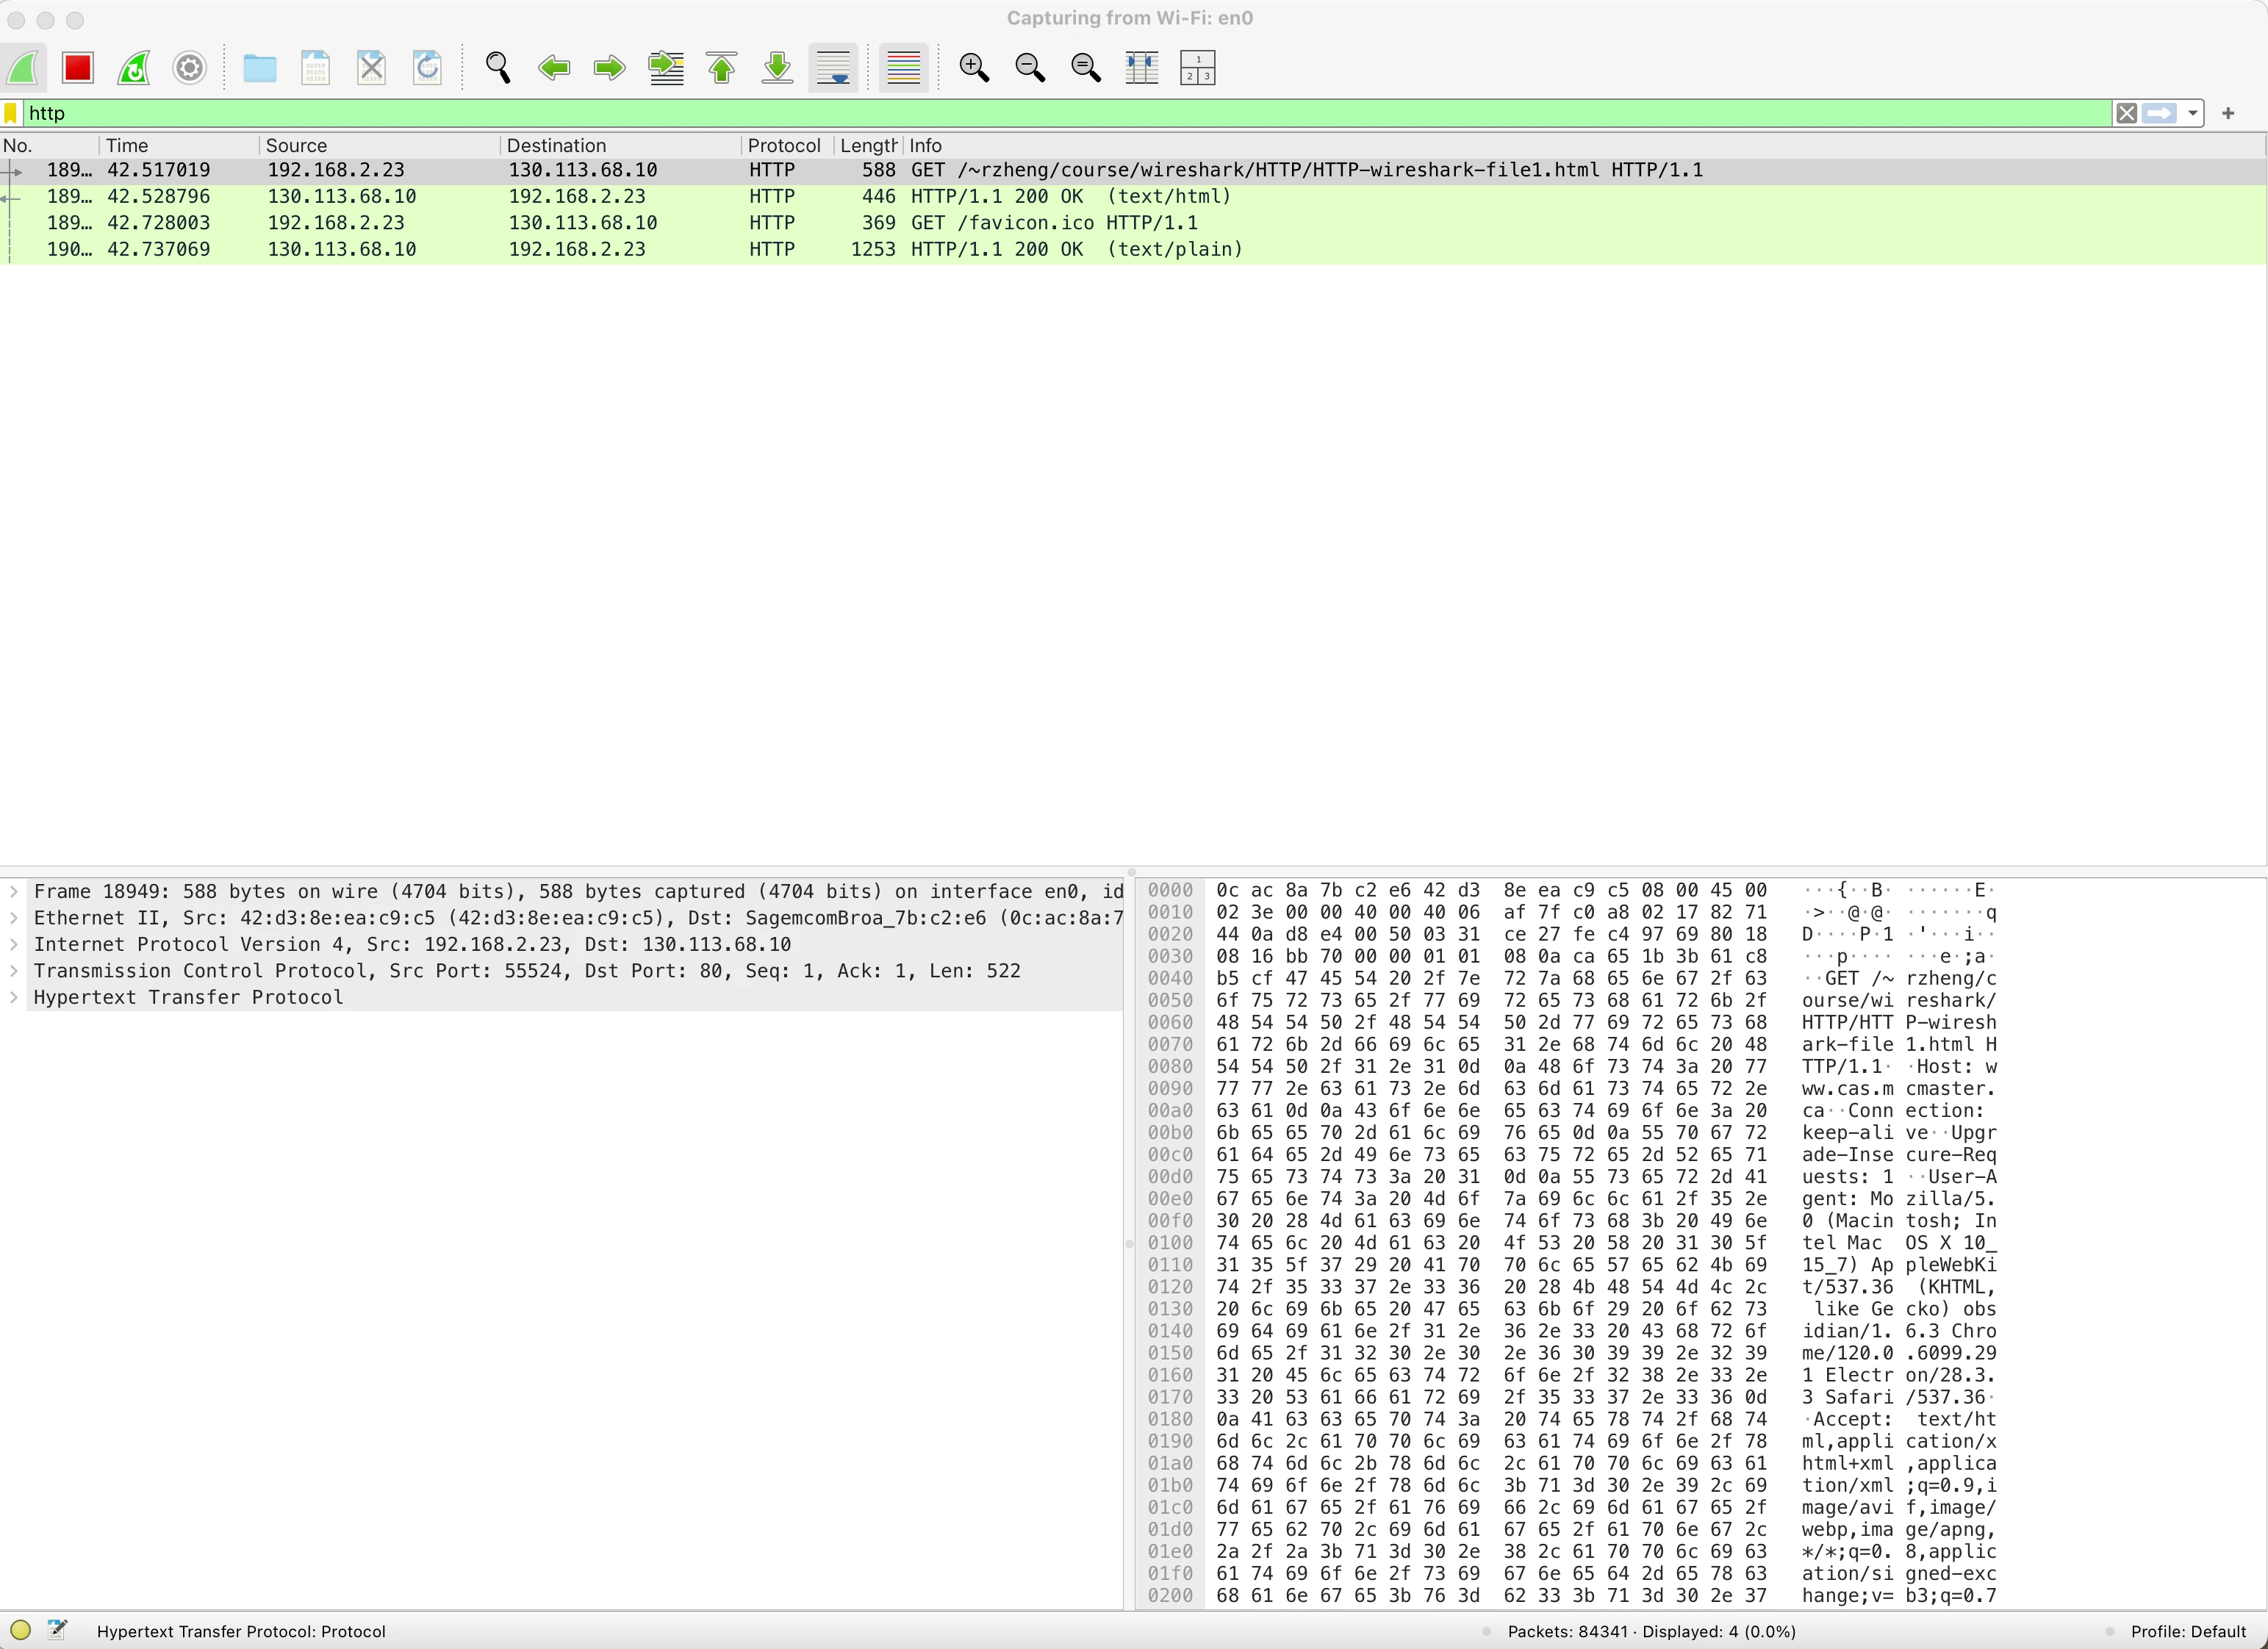 Capturing from Wi-Fi: en0
1
2 3
http
No. Time Source Destination Protocol Length Info
189… 42.517019 192.168.2.23 130.113.68.10 HTTP 588 GET /~rzheng/course/wireshark/HTTP/HTTP-wireshark-file1.html HTTP/1.1
189… 42.528796 130.113.68.10 192.168.2.23 HTTP 446 HTTP/1.1 200 OK (text/html)
189… 42.728003 192.168.2.23 130.113.68.10 HTTP 369 GET /favicon.ico HTTP/1.1
190… 42.737069 130.113.68.10 192.168.2.23 HTTP 1253 HTTP/1.1 200 OK (text/plain)
Frame 18949: 588 bytes on wire (4704 bits), 588 bytes captured (4704 bits) on interface en0, id
Ethernet II, Src: 42:d3:8e:ea:c9:c5 (42:d3:8e:ea:c9:c5), Dst: SagemcomBroa_7b:c2:e6 (0c:ac:8a:7
Internet Protocol Version 4, Src: 192.168.2.23, Dst: 130.113.68.10
Transmission Control Protocol, Src Port: 55524, Dst Port: 80, Seq: 1, Ack: 1, Len: 522
Hypertext Transfer Protocol
0000 0c ac 8a 7b c2 e6 42 d3 8e ea c9 c5 08 00 45 00 ···{··B· ······E·
0010 02 3e 00 00 40 00 40 06 af 7f c0 a8 02 17 82 71 ·>··@·@· ·······q
0020 44 0a d8 e4 00 50 03 31 ce 27 fe c4 97 69 80 18 D····P·1 ·'···i··
0030 08 16 bb 70 00 00 01 01 08 0a ca 65 1b 3b 61 c8 ···p···· ···e·;a·
0040 b5 cf 47 45 54 20 2f 7e 72 7a 68 65 6e 67 2f 63 ··GET /~ rzheng/c
0050 6f 75 72 73 65 2f 77 69 72 65 73 68 61 72 6b 2f ourse/wi reshark/
0060 48 54 54 50 2f 48 54 54 50 2d 77 69 72 65 73 68 HTTP/HTT P-wiresh
0070 61 72 6b 2d 66 69 6c 65 31 2e 68 74 6d 6c 20 48 ark-file 1.html H
0080 54 54 50 2f 31 2e 31 0d 0a 48 6f 73 74 3a 20 77 TTP/1.1· ·Host: w
0090 77 77 2e 63 61 73 2e 6d 63 6d 61 73 74 65 72 2e ww.cas.m cmaster.
00a0 63 61 0d 0a 43 6f 6e 6e 65 63 74 69 6f 6e 3a 20 ca··Conn ection:
00b0 6b 65 65 70 2d 61 6c 69 76 65 0d 0a 55 70 67 72 keep-ali ve··Upgr
00c0 61 64 65 2d 49 6e 73 65 63 75 72 65 2d 52 65 71 ade-Inse cure-Req
00d0 75 65 73 74 73 3a 20 31 0d 0a 55 73 65 72 2d 41 uests: 1 ··User-A
00e0 67 65 6e 74 3a 20 4d 6f 7a 69 6c 6c 61 2f 35 2e gent: Mo zilla/5.
00f0 30 20 28 4d 61 63 69 6e 74 6f 73 68 3b 20 49 6e 0 (Macin tosh; In
0100 74 65 6c 20 4d 61 63 20 4f 53 20 58 20 31 30 5f tel Mac OS X 10_
0110 31 35 5f 37 29 20 41 70 70 6c 65 57 65 62 4b 69 15_7) Ap pleWebKi
0120 74 2f 35 33 37 2e 33 36 20 28 4b 48 54 4d 4c 2c t/537.36 (KHTML,
0130 20 6c 69 6b 65 20 47 65 63 6b 6f 29 20 6f 62 73 like Ge cko) obs
0140 69 64 69 61 6e 2f 31 2e 36 2e 33 20 43 68 72 6f idian/1. 6.3 Chro
0150 6d 65 2f 31 32 30 2e 30 2e 36 30 39 39 2e 32 39 me/120.0 .6099.29
0160 31 20 45 6c 65 63 74 72 6f 6e 2f 32 38 2e 33 2e 1 Electr on/28.3.
0170 33 20 53 61 66 61 72 69 2f 35 33 37 2e 33 36 0d 3 Safari /537.36·
0180 0a 41 63 63 65 70 74 3a 20 74 65 78 74 2f 68 74 ·Accept: text/ht
0190 6d 6c 2c 61 70 70 6c 69 63 61 74 69 6f 6e 2f 78 ml,appli cation/x
01a0 68 74 6d 6c 2b 78 6d 6c 2c 61 70 70 6c 69 63 61 html+xml ,applica
01b0 74 69 6f 6e 2f 78 6d 6c 3b 71 3d 30 2e 39 2c 69 tion/xml ;q=0.9,i
01c0 6d 61 67 65 2f 61 76 69 66 2c 69 6d 61 67 65 2f mage/avi f,image/
01d0 77 65 62 70 2c 69 6d 61 67 65 2f 61 70 6e 67 2c webp,ima ge/apng,
01e0 2a 2f 2a 3b 71 3d 30 2e 38 2c 61 70 70 6c 69 63 */*;q=0. 8,applic
01f0 61 74 69 6f 6e 2f 73 69 67 6e 65 64 2d 65 78 63 ation/si gned-exc
0200 68 61 6e 67 65 3b 76 3d 62 33 3b 71 3d 30 2e 37 hange;v= b3;q=0.7
Hypertext Transfer Protocol: Protocol
Packets: 84341 · Displayed: 4 (0.0%)
Profile: Default